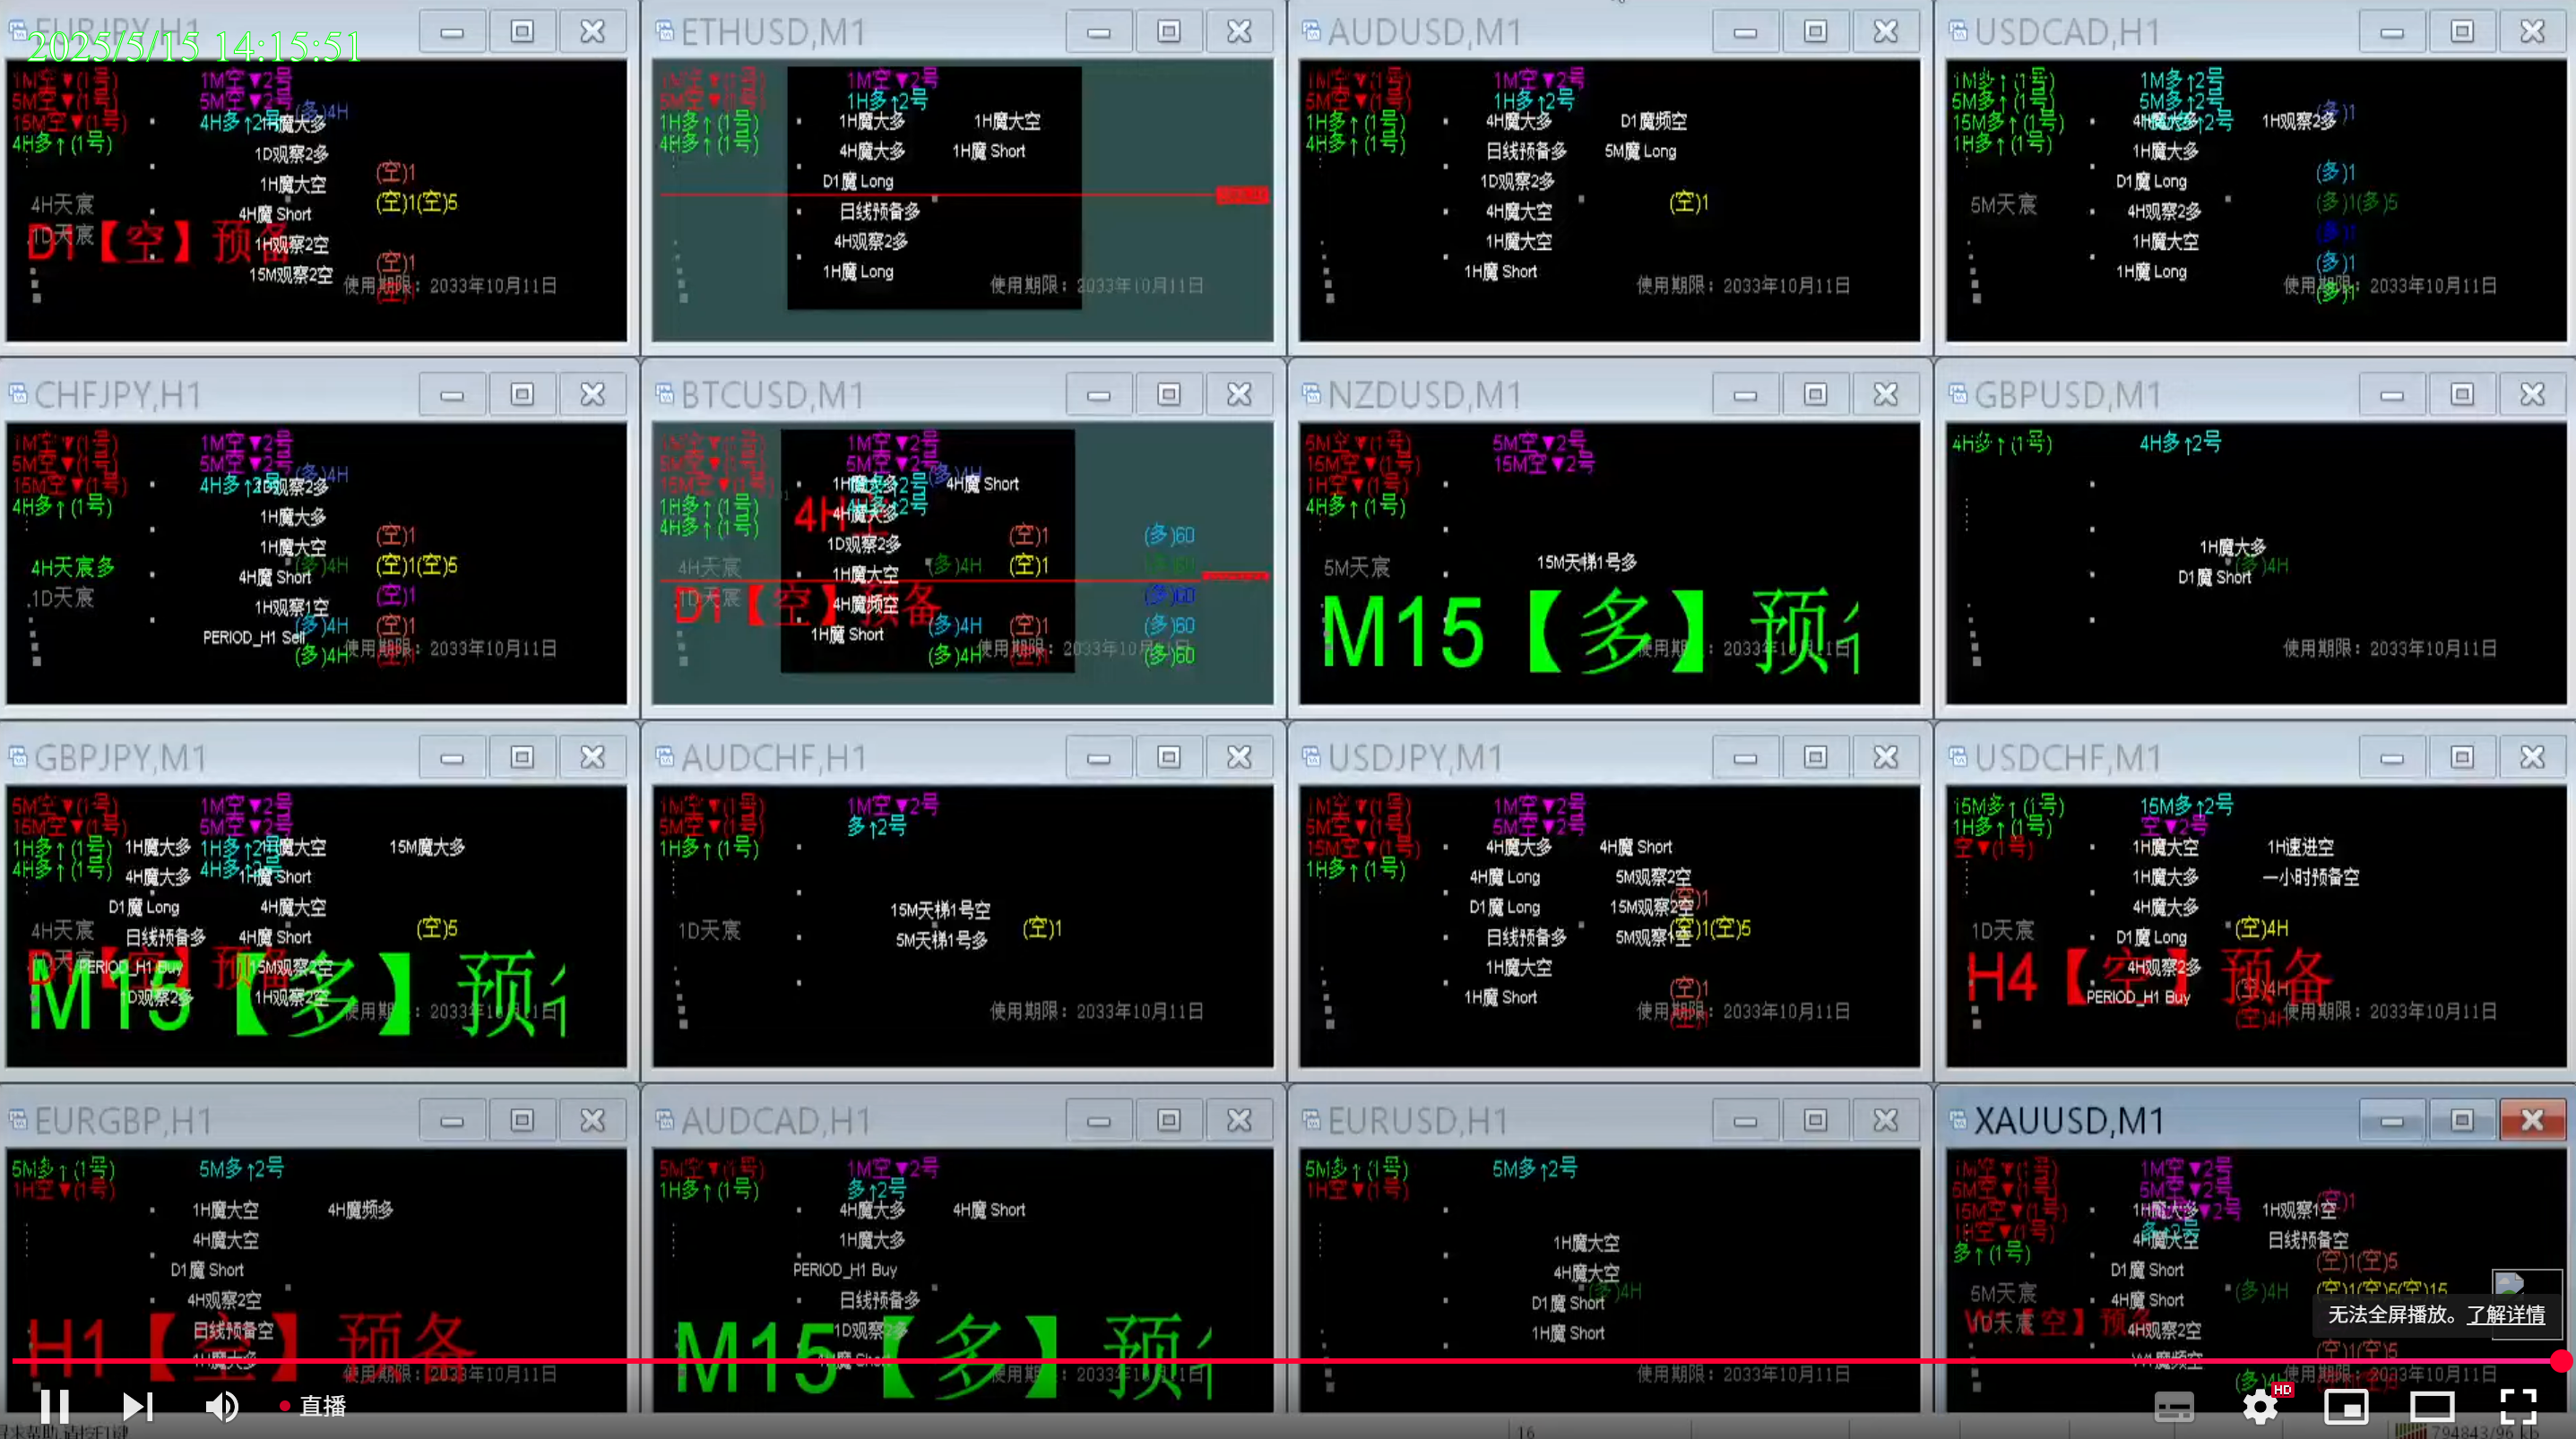 EURJPY,H1
2025/5/15 14:15:51
1M空▼(1号)
5M空▼(1号)
15M空▼(1号)
4H多↑(1号)
1M空▼2号
5M空▼2号
(多)4H
1H魔大多
1D观察2多
1H魔大空
4H魔 Short
1H观察2空
15M观察2空
(空)1
(空)1(空)5
(空)1
4H天宸
1D天宸
D1【空】预备
使用期限：2033年10月11日
ETHUSD,M1
1M空▼(1号)
5M空▼(1号)
1H多↑(1号)
4H多↑(1号)
1M空▼2号
1H多↑2号
1H魔大多 1H魔大空
4H魔大多 1H魔 Short
D1魔 Long
日线预备多
4H观察2多
1H魔 Long
使用期限：2033年10月11日
AUDUSD,M1
1M空▼(1号)
5M空▼(1号)
1H多↑(1号)
4H多↑(1号)
1M空▼2号
1H多↑2号
4H魔大多 D1魔频空
日线预备多 5M魔 Long
1D观察2多
4H魔大空
1H魔大空
1H魔 Short
(空)1
使用期限：2033年10月11日
USDCAD,H1
1M多↑(1号)
5M多↑(1号)
15M多↑(1号)
1H多↑(1号)
1M多↑2号
5M多↑2号
(多)1
1H观察2多
1H魔大多
D1魔 Long
4H观察2多
1H魔大空
1H魔 Long
(多)1
(多)1(多)5
(多)1
(多)1
(多)1
5M天宸
使用期限：2033年10月11日
CHFJPY,H1
1M空▼(1号)
5M空▼(1号)
15M空▼(1号)
4H多↑(1号)
1M空▼2号
5M空▼2号
(多)4H
1D观察2多
1H魔大多
1H魔大空
4H魔 Short
1H观察1空
PERIOD_H1 Sell
4H天宸多
1D天宸
(空)1
(多)4H (空)1(空)5
(空)1
(多)4H (空)1
(多)4H
使用期限：2033年10月11日
BTCUSD,M1
1M空▼(1号)
5M空▼(1号)
15M空▼(1号)
1H多↑(1号)
4H多↑(1号)
1M空▼2号
5M空▼2号
(多)4H
4H魔 Short
4H魔大多
1D观察2多
1H魔大空
4H魔频空
1H魔 Short
4H天宸
1D天宸
D1【空】预备
(空)1 (多)60
(多)4H (空)1 (多)60
(多)60
(多)4H (空)1 (多)60
(多)4H (多)60
使用期限：2033年10月11日
NZDUSD,M1
5M空▼(1号)
15M空▼(1号)
1H空▼(1号)
4H多↑(1号)
5M空▼2号
15M空▼2号
15M天梯1号多
5M天宸
M15【多】预
使用期限：2033年10月11日
GBPUSD,M1
4H多↑(1号) 4H多↑2号
1H魔大多
(多)4H
D1魔 Short
使用期限：2033年10月11日
GBPJPY,M1
5M空▼(1号)
15M空▼(1号)
1H多↑(1号)
4H多↑(1号)
1M空▼2号
5M空▼2号
1H魔大多 15M魔大多
4H魔大多 1H魔 Short
D1魔 Long 4H魔大空
日线预备多 4H魔 Short
PERIOD_H1 Buy 15M观察2空
1D观察2多 1H观察2空
(空)5
4H天宸
1D天宸
D1【空】预备
M15【多】预
使用期限：2033年10月11日
AUDCHF,H1
1M空▼(1号)
5M空▼(1号)
1H多↑(1号)
1M空▼2号
多↑2号
15M天梯1号空
5M天梯1号多
(空)1
1D天宸
使用期限：2033年10月11日
USDJPY,M1
1M空▼(1号)
5M空▼(1号)
15M空▼(1号)
1H多↑(1号)
1M空▼2号
5M空▼2号
4H魔大多 4H魔 Short
4H魔 Long 5M观察2空
D1魔 Long 15M观察2空
日线预备多 5M观察1空
1H魔大空
1H魔 Short
(空)1
(空)1(空)5
(空)1
(空)1
使用期限：2033年10月11日
USDCHF,M1
15M多↑(1号)
1H多↑(1号)
空▼(1号)
15M多↑2号
空▼2号
1H魔大空 1H速进空
1H魔大多 一小时预备空
4H魔大多
D1魔 Long
4H观察2多
PERIOD_H1 Buy
(空)4H
(空)4H
(空)4H
1D天宸
H4【空】预备
使用期限：2033年10月11日
EURGBP,H1
5M多↑(1号)
1H空▼(1号)
5M多↑2号
1H魔大空 4H魔频多
4H魔大空
D1魔 Short
4H观察2空
日线预备空
1H魔大多
H1【空】预备
使用期限：2033年10月11日
AUDCAD,H1
5M空▼(1号)
1H多↑(1号)
1M空▼2号
多↑2号
4H魔大多 4H魔 Short
1H魔大多
PERIOD_H1 Buy
日线预备多
1D观察2多
M15【多】预
使用期限：2033年10月11日
EURUSD,H1
5M多↑(1号)
1H空▼(1号)
5M多↑2号
1H魔大空
4H魔大空
(多)4H
D1魔 Short
1H魔 Short
使用期限：2033年10月11日
XAUUSD,M1
1M空▼(1号)
5M空▼(1号)
15M空▼(1号)
1H空▼(1号)
多↑(1号)
1M空▼2号
5M空▼2号
(空)1
1H魔大多 1H观察1空
4H魔大空 日线预备空
D1魔 Short
4H魔 Short
4H观察2空
(空)1(空)5
(多)4H (空)1(空)5(空)15
(空)1(空)5
5M天宸
1D天宸
使用期限：2033年10月11日
无法全屏播放。了解详情
直播
HD
16
794843/96 kb